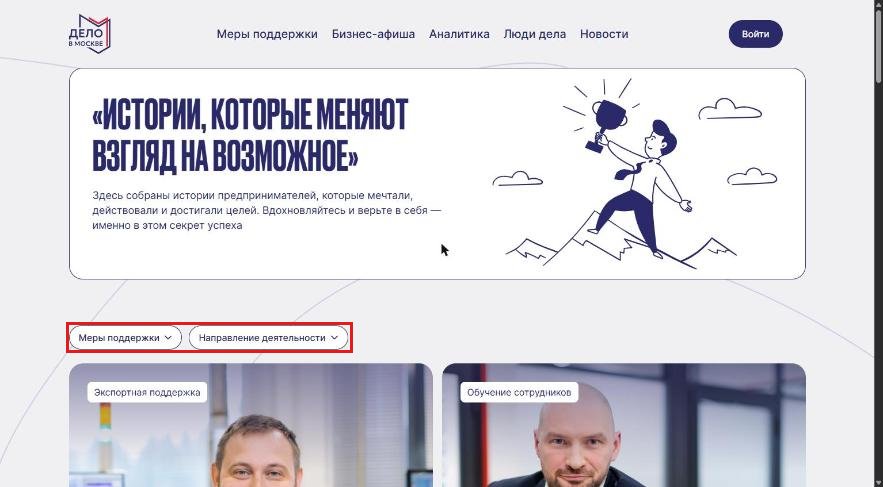 ДЕЛО
В МОСКВЕ
Меры поддержки Бизнес-афиша Аналитика Люди дела Новости
Войти
«ИСТОРИИ, КОТОРЫЕ МЕНЯЮТ
ВЗГЛЯД НА ВОЗМОЖНОЕ»
Здесь собраны истории предпринимателей, которые мечтали,
действовали и достигали целей. Вдохновляйтесь и верьте в себя —
именно в этом секрет успеха
Меры поддержки Направление деятельности
Экспортная поддержка
Обучение сотрудников